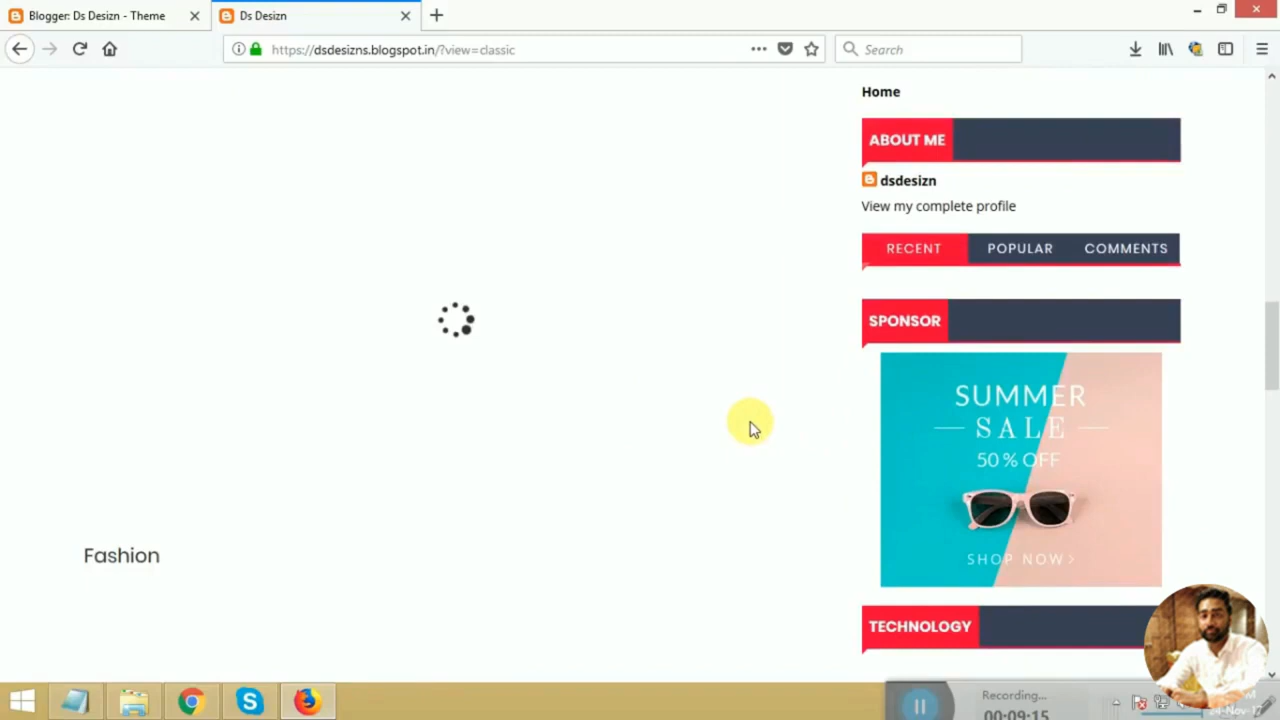 Blogger: Ds Desizn - Theme
Ds Desizn
https://dsdesizns.blogspot.in/?view=classic
Search
Home
ABOUT ME
dsdesizn
View my complete profile
RECENT POPULAR COMMENTS
SPONSOR
SUMMER
SALE
50% OFF
SHOP NOW >
Fashion
TECHNOLOGY
Recording...
00:09:15